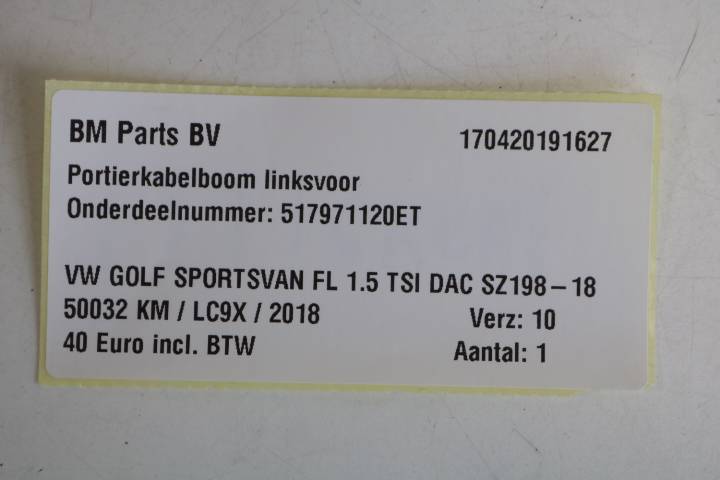 BM Parts BV 170420191627
Portierkabelboom linksvoor
Onderdeelnummer: 517971120ET
VW GOLF SPORTSVAN FL 1.5 TSI DAC SZ198-18
50032 KM / LC9X / 2018 Verz: 10
40 Euro incl. BTW Aantal: 1